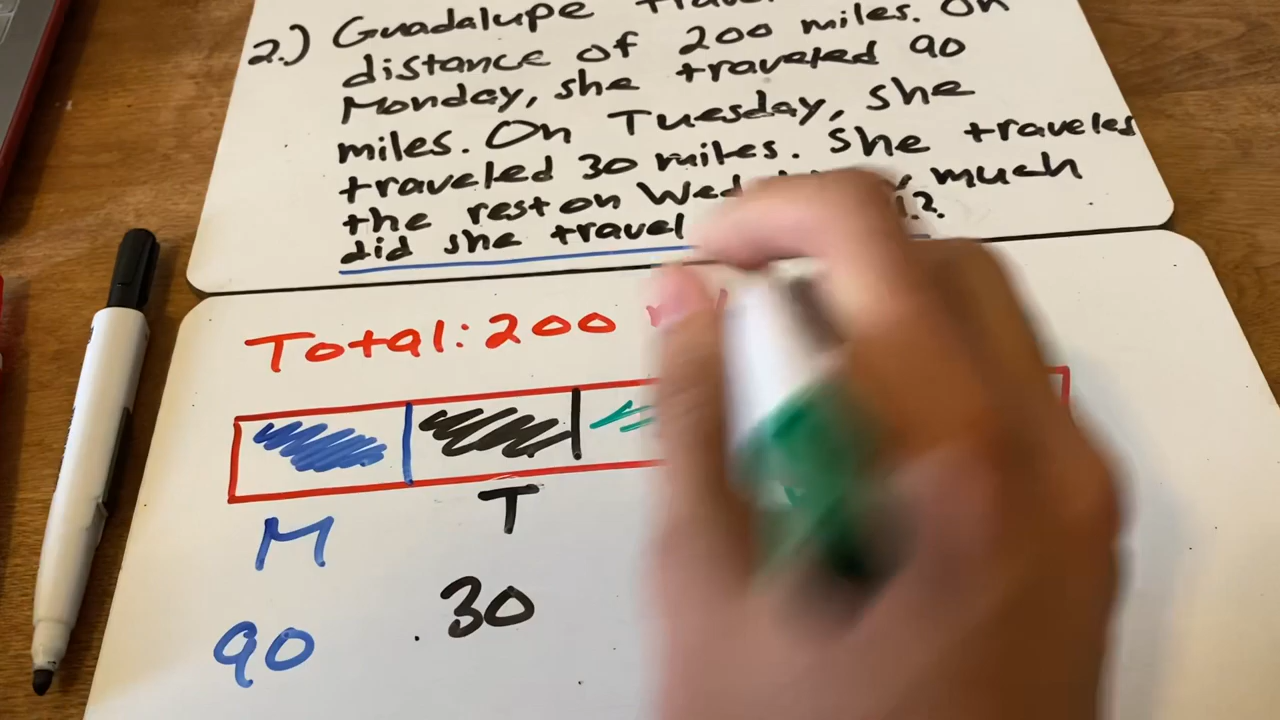 2.) Guadalupe
distance of 200 miles. On
Monday, she traveled 90
miles. On Tuesday, she
traveled 30 miles. She traveled
the rest on much
did she travel
Total: 200
M T
90 30